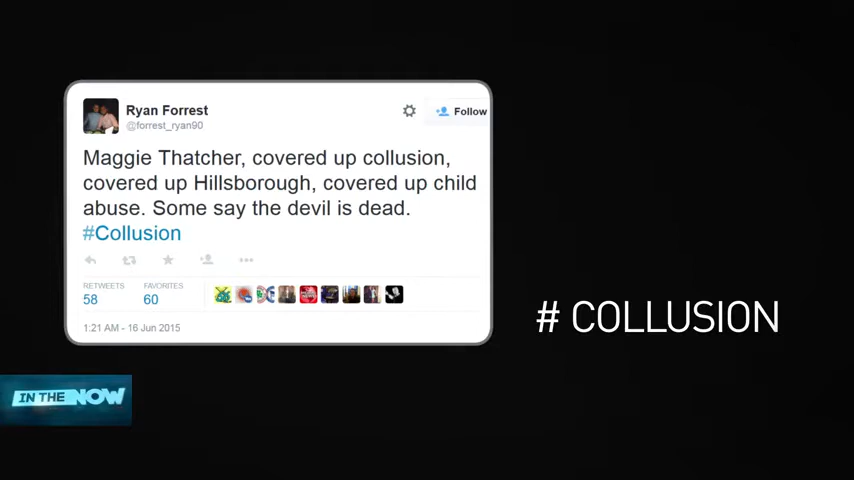 Ryan Forrest
@forrest_ryan90
Follow
Maggie Thatcher, covered up collusion,
covered up Hillsborough, covered up child
abuse. Some say the devil is dead.
#Collusion
RETWEETS
58
FAVORITES
60
1:21 AM - 16 Jun 2015
# COLLUSION
IN THE NOW